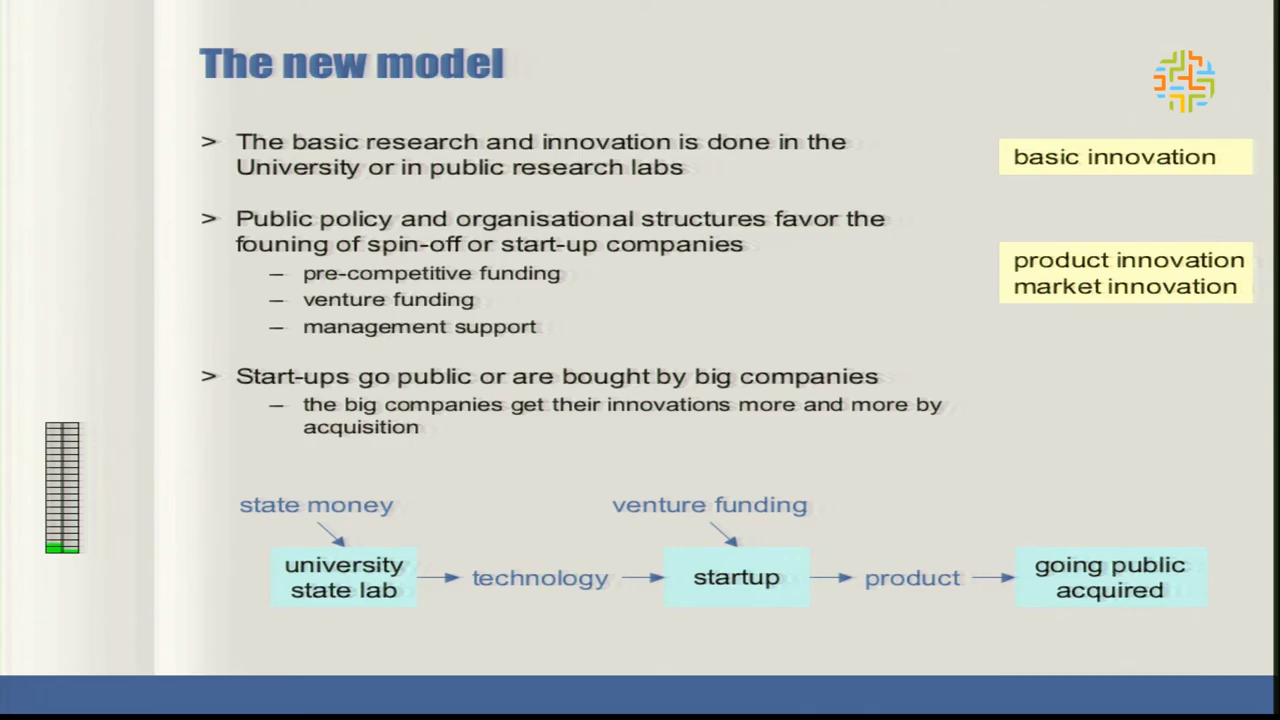 The new model
> The basic research and innovation is done in the
University or in public research labs
basic innovation
> Public policy and organisational structures favor the
founing of spin-off or start-up companies
– pre-competitive funding
– venture funding
– management support
product innovation
market innovation
> Start-ups go public or are bought by big companies
– the big companies get their innovations more and more by
acquisition
state money
venture funding
university
state lab
technology
startup
product
going public
acquired